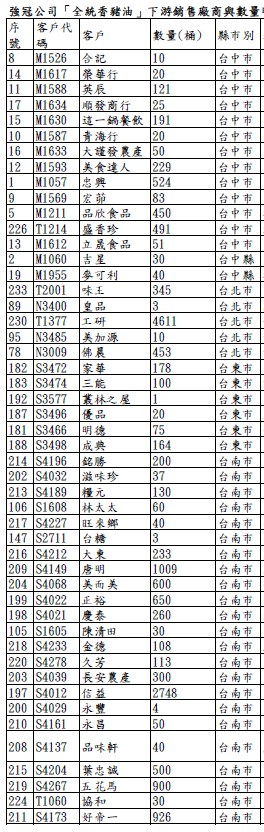 強冠公司「全統香豬油」下游銷售廠商與數量
序號 客戶代碼 客戶 數量(桶) 縣市別
8 M1526 合記 10 台中市
14 M1617 榮華行 20 台中市
11 M1588 英辰 121 台中市
17 M1634 順發商行 25 台中市
15 M1630 這一鍋餐飲 191 台中市
10 M1587 青海行 20 台中市
16 M1633 大謹發農產 50 台中市
12 M1593 美食達人 229 台中市
1 M1057 忠興 524 台中市
9 M1569 宏茆 83 台中市
5 M1211 品欣食品 450 台中市
226 T1214 盛香珍 491 台中市
13 M1612 立晟食品 51 台中市
2 M1060 吉星 30 台中縣
19 M1955 麥可利 40 台中縣
233 T2001 味王 345 台北市
89 N3400 皇品 3 台北市
230 T1377 工研 4611 台北市
95 N3485 美加源 10 台北市
78 N3009 佛晨 453 台北市
182 S3472 家華 178 台東市
183 S3474 三能 100 台東市
192 S3577 叢林之屋 1 台東市
187 S3496 優品 20 台東市
181 S3466 明德 75 台東市
188 S3498 成典 164 台東市
214 S4196 銘勝 200 台南市
202 S4032 滋味珍 37 台南市
213 S4189 糧元 130 台南市
106 S1608 林太太 60 台南市
217 S4227 旺來鄉 40 台南市
147 S2711 台糖 3 台南市
216 S4212 大東 233 台南市
209 S4149 唐明 1009 台南市
204 S4068 美而美 600 台南市
199 S4022 正裕 650 台南市
198 S4021 慶泰 260 台南市
105 S1605 陳清田 30 台南市
218 S4233 金德 108 台南市
220 S4278 久芳 113 台南市
203 S4039 長安農產 300 台南市
197 S4012 信益 2748 台南市
200 S4029 永豐 4 台南市
210 S4161 永昌 50 台南市
208 S4137 品味軒 40 台南市
215 S4204 葉忠誠 500 台南市
219 S4267 五花馬 900 台南市
224 T1060 協和 30 台南市
211 S4173 好帝一 926 台南市